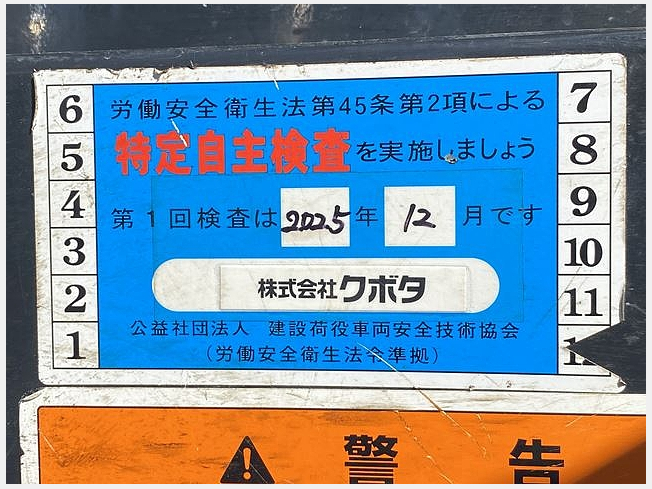 労働安全衛生法第45条第2項による
特定自主検査を実施しましょう
第1回検査は2025年 12月です
株式会社クボタ
公益社団法人 建設荷役車両安全技術協会
(労働安全衛生法令準拠)
6
5
4
3
2
1
7
8
9
10
11
警告